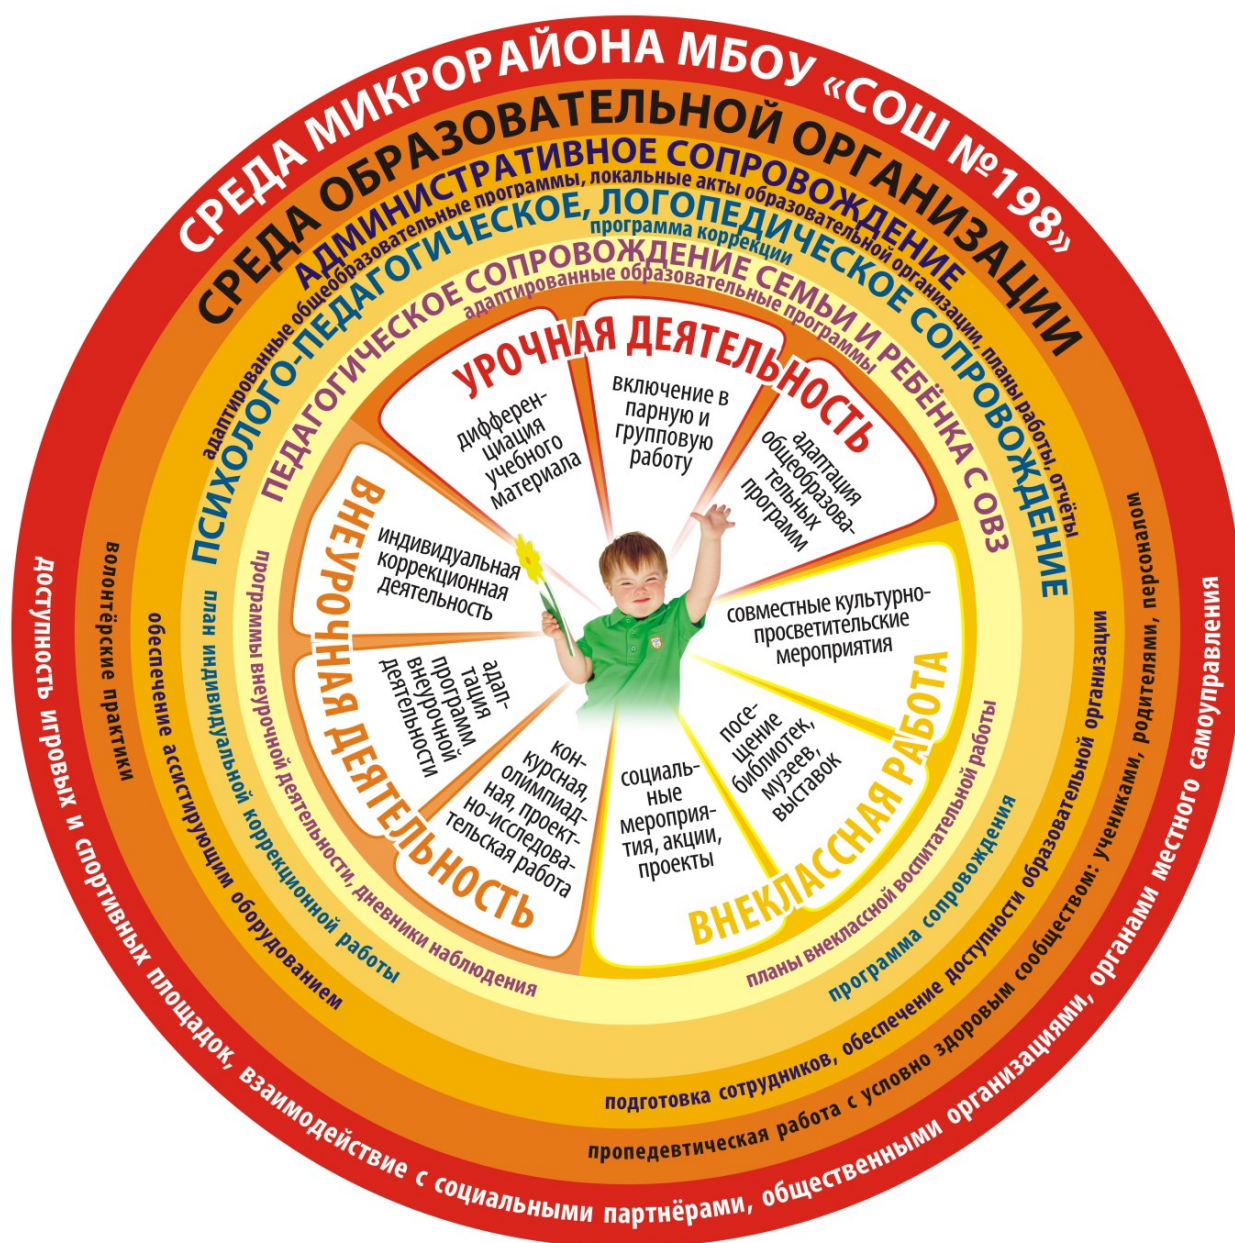 СРЕДА МИКРОРАЙОНА МБОУ «СОШ №198»
СРЕДА ОБРАЗОВАТЕЛЬНОЙ ОРГАНИЗАЦИИ
АДМИНИСТРАТИВНОЕ СОПРОВОЖДЕНИЕ
адаптированные общеобразовательные программы, локальные акты образовательной организации, планы работы, отчёты
ПСИХОЛОГО-ПЕДАГОГИЧЕСКОЕ, ЛОГОПЕДИЧЕСКОЕ СОПРОВОЖДЕНИЕ
программа коррекции
ПЕДАГОГИЧЕСКОЕ СОПРОВОЖДЕНИЕ СЕМЬИ И РЕБЁНКА С ОВЗ
адаптированные образовательные программы
УРОЧНАЯ ДЕЯТЕЛЬНОСТЬ
дифферен-
циация
учебного
материала
включение в
парную и
групповую
работу
адаптация
общеобразова-
тельных
программ
ВНЕУРОЧНАЯ ДЕЯТЕЛЬНОСТЬ
индивидуальная
коррекционная
деятельность
адап-
тация
программ
внеурочной
деятельности
кон-
курсная,
олимпиад-
ная, проект-
но-исследова-
тельская работа
ВНЕКЛАССНАЯ РАБОТА
совместные культурно-
просветительские
мероприятия
посе-
щение
библиотек,
музеев,
выставок
социаль-
ные
мероприя-
тия, акции,
проекты
программы внеурочной деятельности, дневники наблюдения
планы внеклассной воспитательной работы
план индивидуальной коррекционной работы
программа сопровождения
обеспечение ассистирующим оборудованием
подготовка сотрудников, обеспечение доступности образовательной организации
волонтёрские практики
пропедевтическая работа с условно здоровым сообществом: учениками, родителями, персоналом
доступность игровых и спортивных площадок, взаимодействие с социальными партнёрами, общественными организациями, органами местного самоуправления